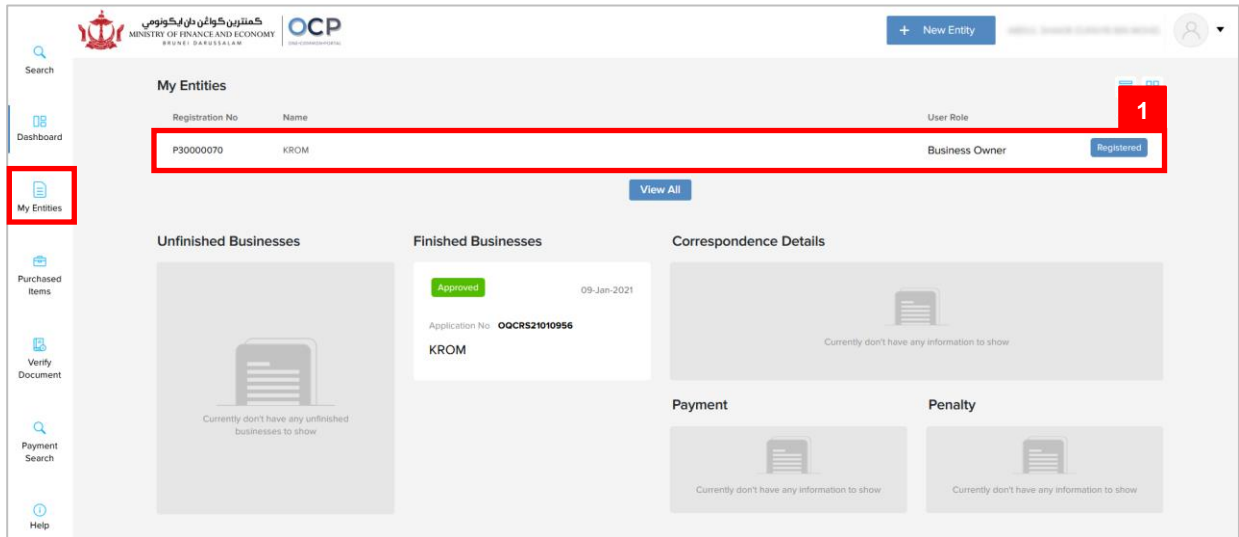 كمنترين كواڠن دان ايكونومي
MINISTRY OF FINANCE AND ECONOMY
BRUNEI DARUSSALAM
OCP
+ New Entity
Search
My Entities
1
Registration No Name User Role
Dashboard
P30000070 KROM Business Owner Registered
View All
My Entities
Unfinished Businesses Finished Businesses Correspondence Details
Purchased
Items
Approved 09-Jan-2021
Application No OQCRS21010956
KROM
Currently don't have any information to show
Verify
Document
Currently don't have any unfinished
businesses to show
Payment Penalty
Payment
Search
Currently don't have any information to show Currently don't have any information to show
Help